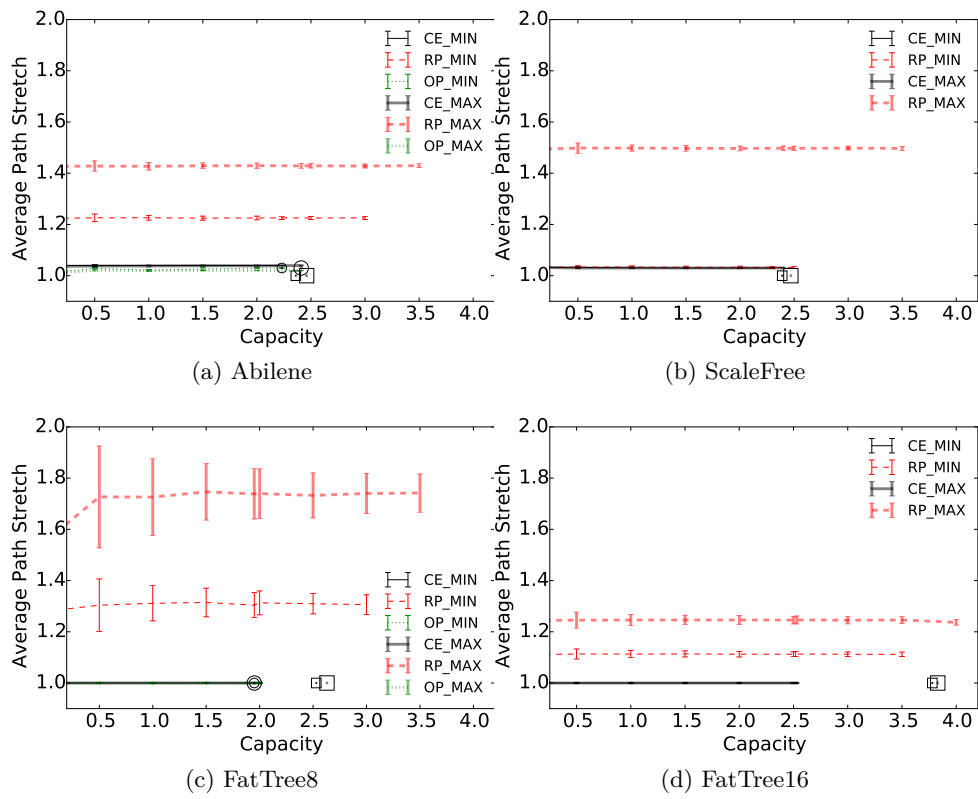 2.0
1.8
1.6
1.4
1.2
1.0
Average Path Stretch
CE_MIN
RP_MIN
OP_MIN
CE_MAX
RP_MAX
OP_MAX
0.5 1.0 1.5 2.0 2.5 3.0 3.5 4.0
Capacity
(a) Abilene
2.0
1.8
1.6
1.4
1.2
1.0
Average Path Stretch
CE_MIN
RP_MIN
CE_MAX
RP_MAX
0.5 1.0 1.5 2.0 2.5 3.0 3.5 4.0
Capacity
(b) ScaleFree
2.0
1.8
1.6
1.4
1.2
1.0
Average Path Stretch
CE_MIN
RP_MIN
OP_MIN
CE_MAX
RP_MAX
OP_MAX
0.5 1.0 1.5 2.0 2.5 3.0 3.5 4.0
Capacity
(c) FatTree8
2.0
1.8
1.6
1.4
1.2
1.0
Average Path Stretch
CE_MIN
RP_MIN
CE_MAX
RP_MAX
0.5 1.0 1.5 2.0 2.5 3.0 3.5 4.0
Capacity
(d) FatTree16